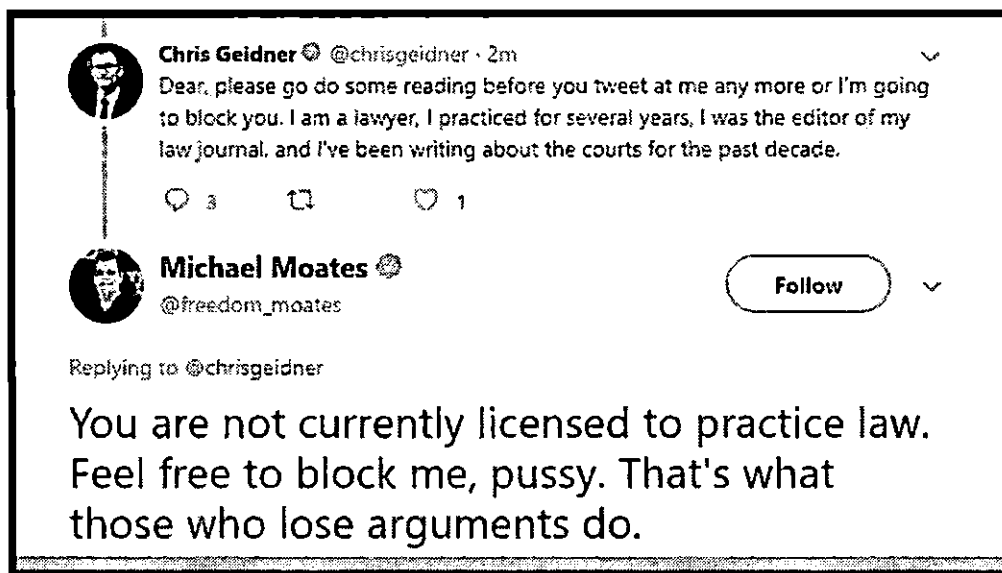 Chris Geidner @chrisgeidner · 2m
Dear, please go do some reading before you tweet at me any more or I'm going
to block you. I am a lawyer, I practiced for several years, I was the editor of my
law journal, and I've been writing about the courts for the past decade.
3 1
Michael Moates
Follow
@freedom_moates
Replying to @chrisgeidner
You are not currently licensed to practice law.
Feel free to block me, pussy. That's what
those who lose arguments do.